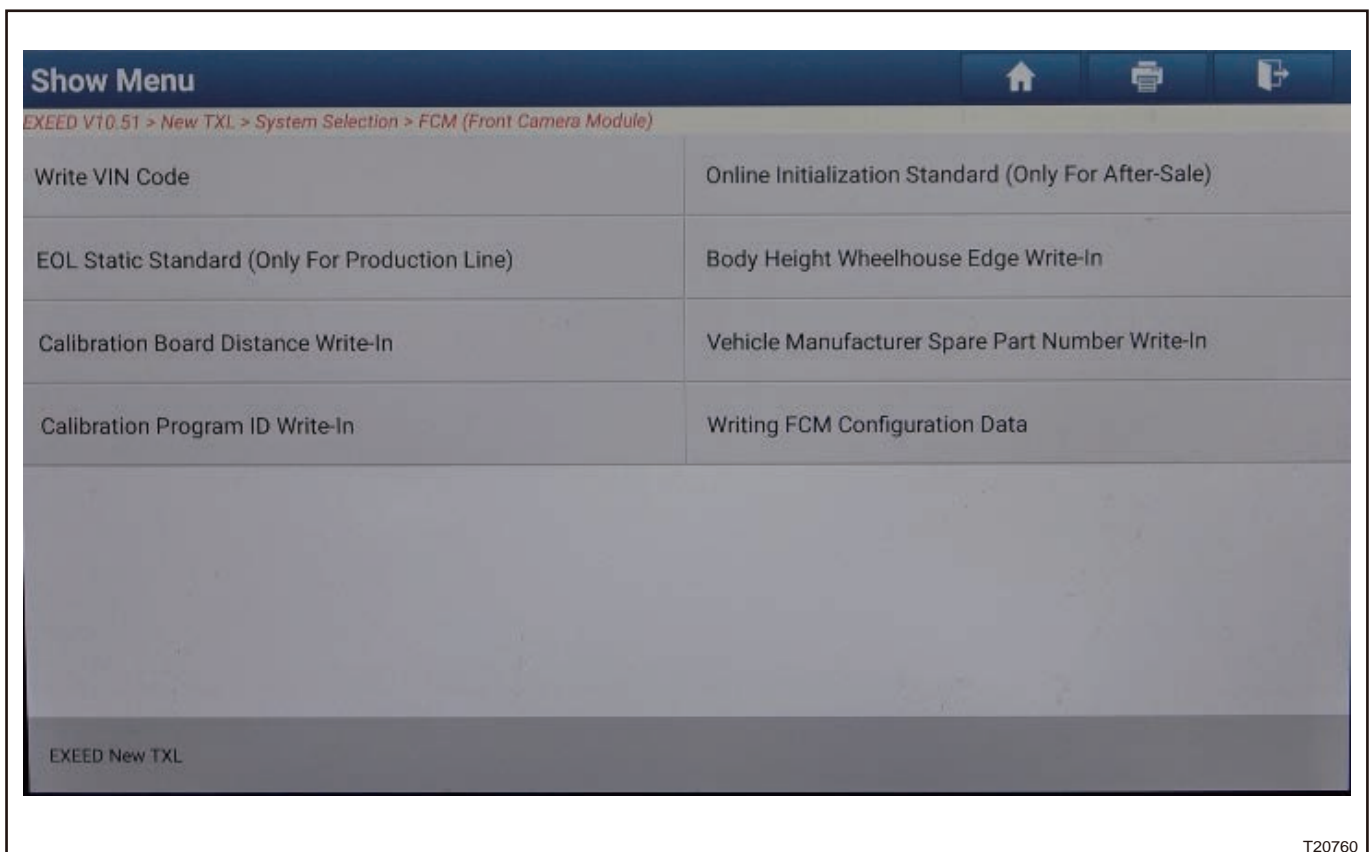 Show Menu
EXEED V10.51 > New TXL > System Selection > FCM (Front Camera Module)
Write VIN Code
Online Initialization Standard (Only For After-Sale)
EOL Static Standard (Only For Production Line)
Body Height Wheelhouse Edge Write-In
Calibration Board Distance Write-In
Vehicle Manufacturer Spare Part Number Write-In
Calibration Program ID Write-In
Writing FCM Configuration Data
EXEED New TXL
T20760